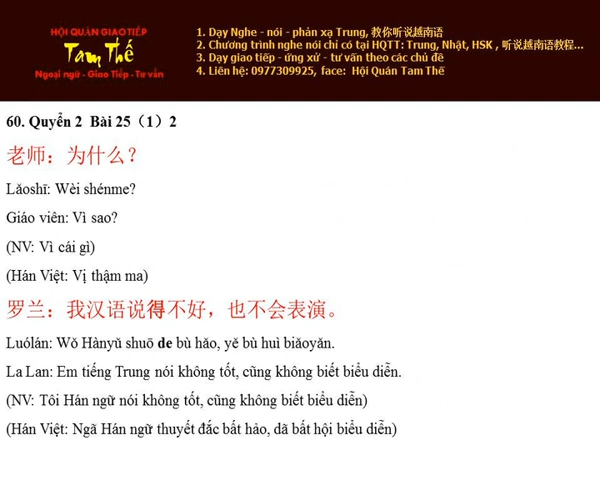 HỘI QUÁN GIAO TIẾP
Tam Thế
Ngoại ngữ - Giao Tiếp - Tư vấn
1. Dạy Nghe - nói - phản xạ Trung, 教你听说越南语
2. Chương trình nghe nói chỉ có tại HQTT: Trung, Nhật, HSK , 听说越南语教程...
3. Dạy giao tiếp - ứng xử - tư vấn theo các chủ đề
4. Liên hệ: 0977309925, face: Hội Quán Tam Thế
60. Quyển 2 Bài 25（1）2
老师：为什么？
Lǎoshī: Wèi shénme?
Giáo viên: Vì sao?
(NV: Vì cái gì)
(Hán Việt: Vị thậm ma)
罗兰：我汉语说得不好，也不会表演。
Luólán: Wǒ Hànyǔ shuō de bù hǎo, yě bù huì biǎoyǎn.
La Lan: Em tiếng Trung nói không tốt, cũng không biết biểu diễn.
(NV: Tôi Hán ngữ nói không tốt, cũng không biết biểu diễn)
(Hán Việt: Ngã Hán ngữ thuyết đắc bất hảo, dã bất hội biểu diễn)